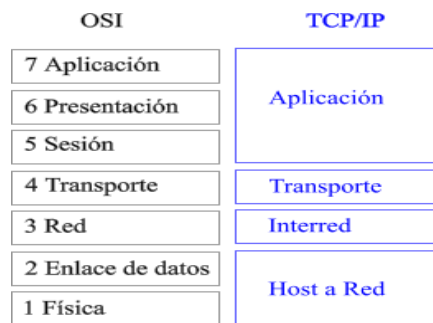 OSI
TCP/IP
7 Aplicación
6 Presentación
5 Sesión
4 Transporte
3 Red
2 Enlace de datos
1 Física
Aplicación
Transporte
Interred
Host a Red